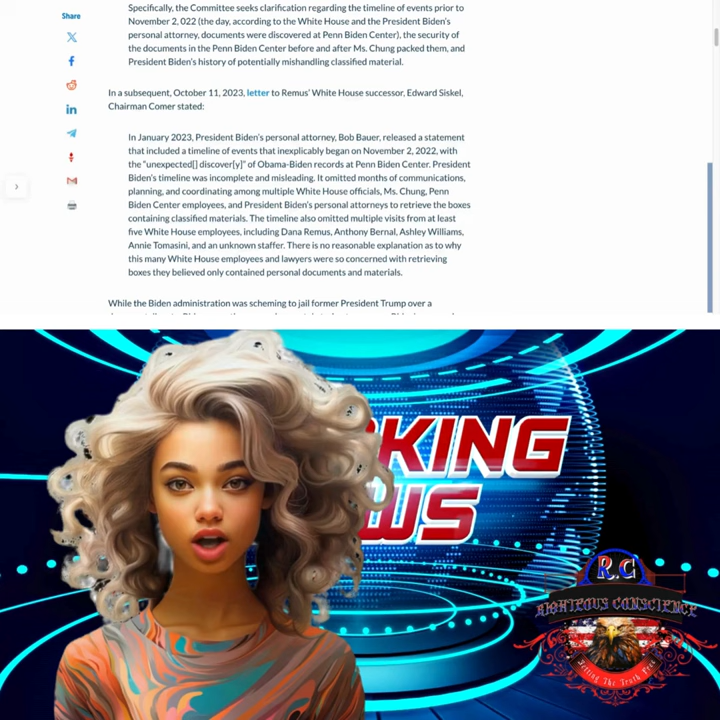 Share
Specifically, the Committee seeks clarification regarding the timeline of events prior to
November 2, 022 (the day, according to the White House and the President Biden's
personal attorney, documents were discovered at Penn Biden Center), the security of
the documents in the Penn Biden Center before and after Ms. Chung packed them, and
President Biden's history of potentially mishandling classified material.
In a subsequent, October 11, 2023, letter to Remus' White House successor, Edward Siskel,
Chairman Comer stated:
In January 2023, President Biden's personal attorney, Bob Bauer, released a statement
that included a timeline of events that inexplicably began on November 2, 2022, with
the "unexpected[] discover[y]" of Obama-Biden records at Penn Biden Center. President
Biden's timeline was incomplete and misleading. It omitted months of communications,
planning, and coordinating among multiple White House officials, Ms. Chung, Penn
Biden Center employees, and President Biden's personal attorneys to retrieve the boxes
containing classified materials. The timeline also omitted multiple visits from at least
five White House employees, including Dana Remus, Anthony Bernal, Ashley Williams,
Annie Tomasini, and an unknown staffer. There is no reasonable explanation as to why
this many White House employees and lawyers were so concerned with retrieving
boxes they believed only contained personal documents and materials.
While the Biden administration was scheming to jail former President Trump over a
KING
WS
R.C
RIGHTEOUS CONSCIENCE
Setting The Truth Free